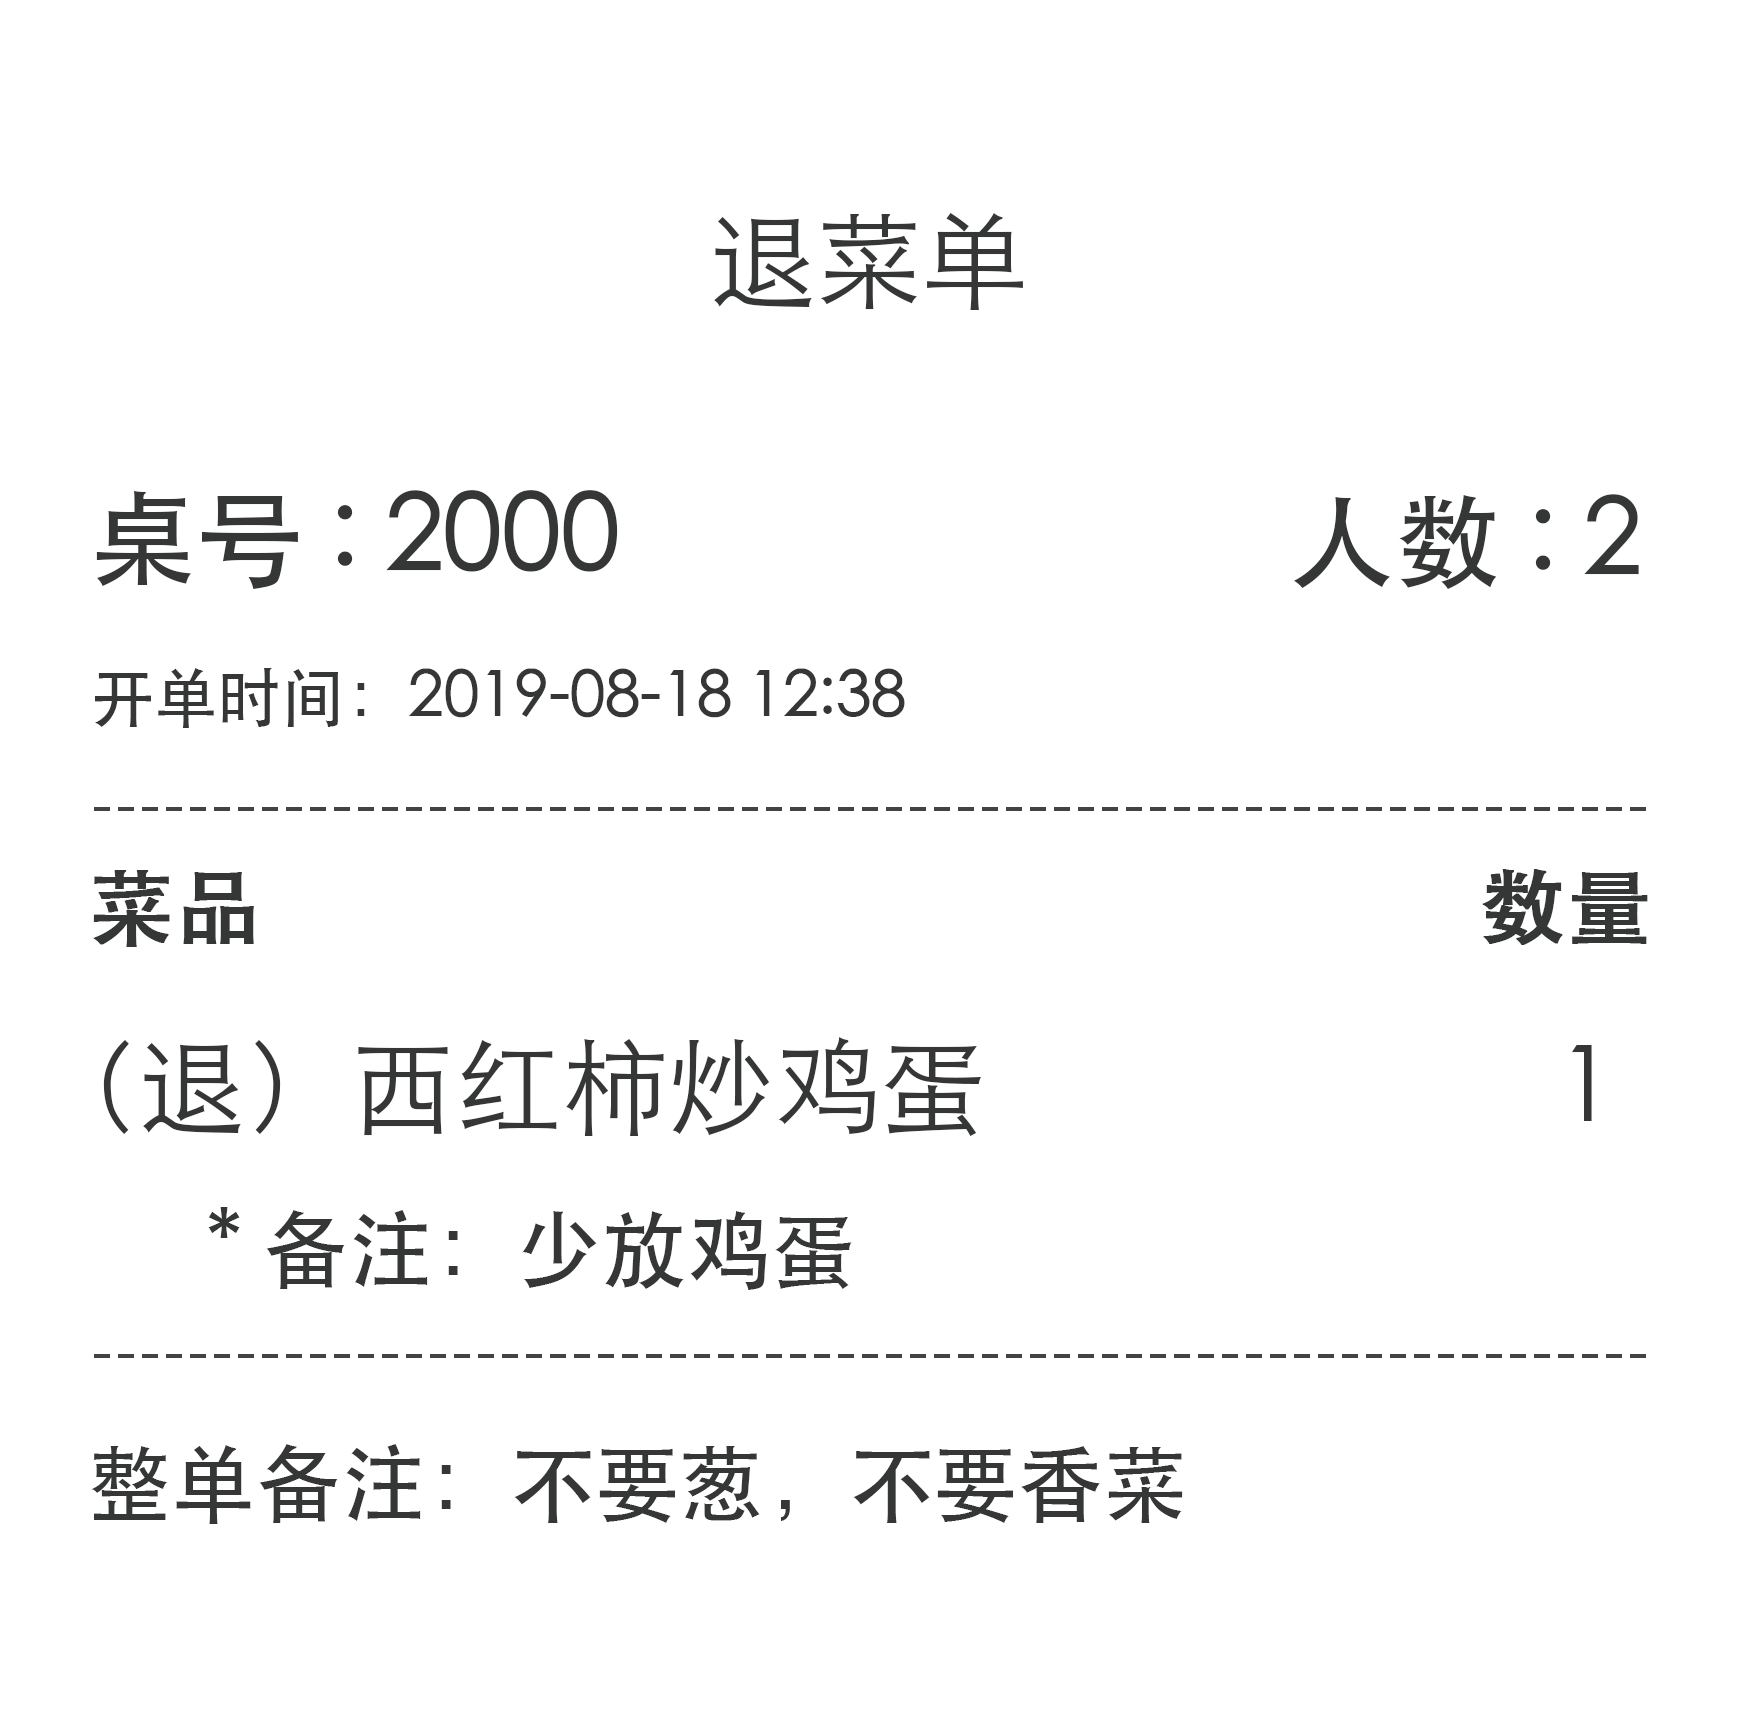 退菜单
桌号：2000 人数：2
开单时间：2019-08-18 12:38
菜品 数量
（退）西红柿炒鸡蛋 1
* 备注：少放鸡蛋
整单备注：不要葱，不要香菜